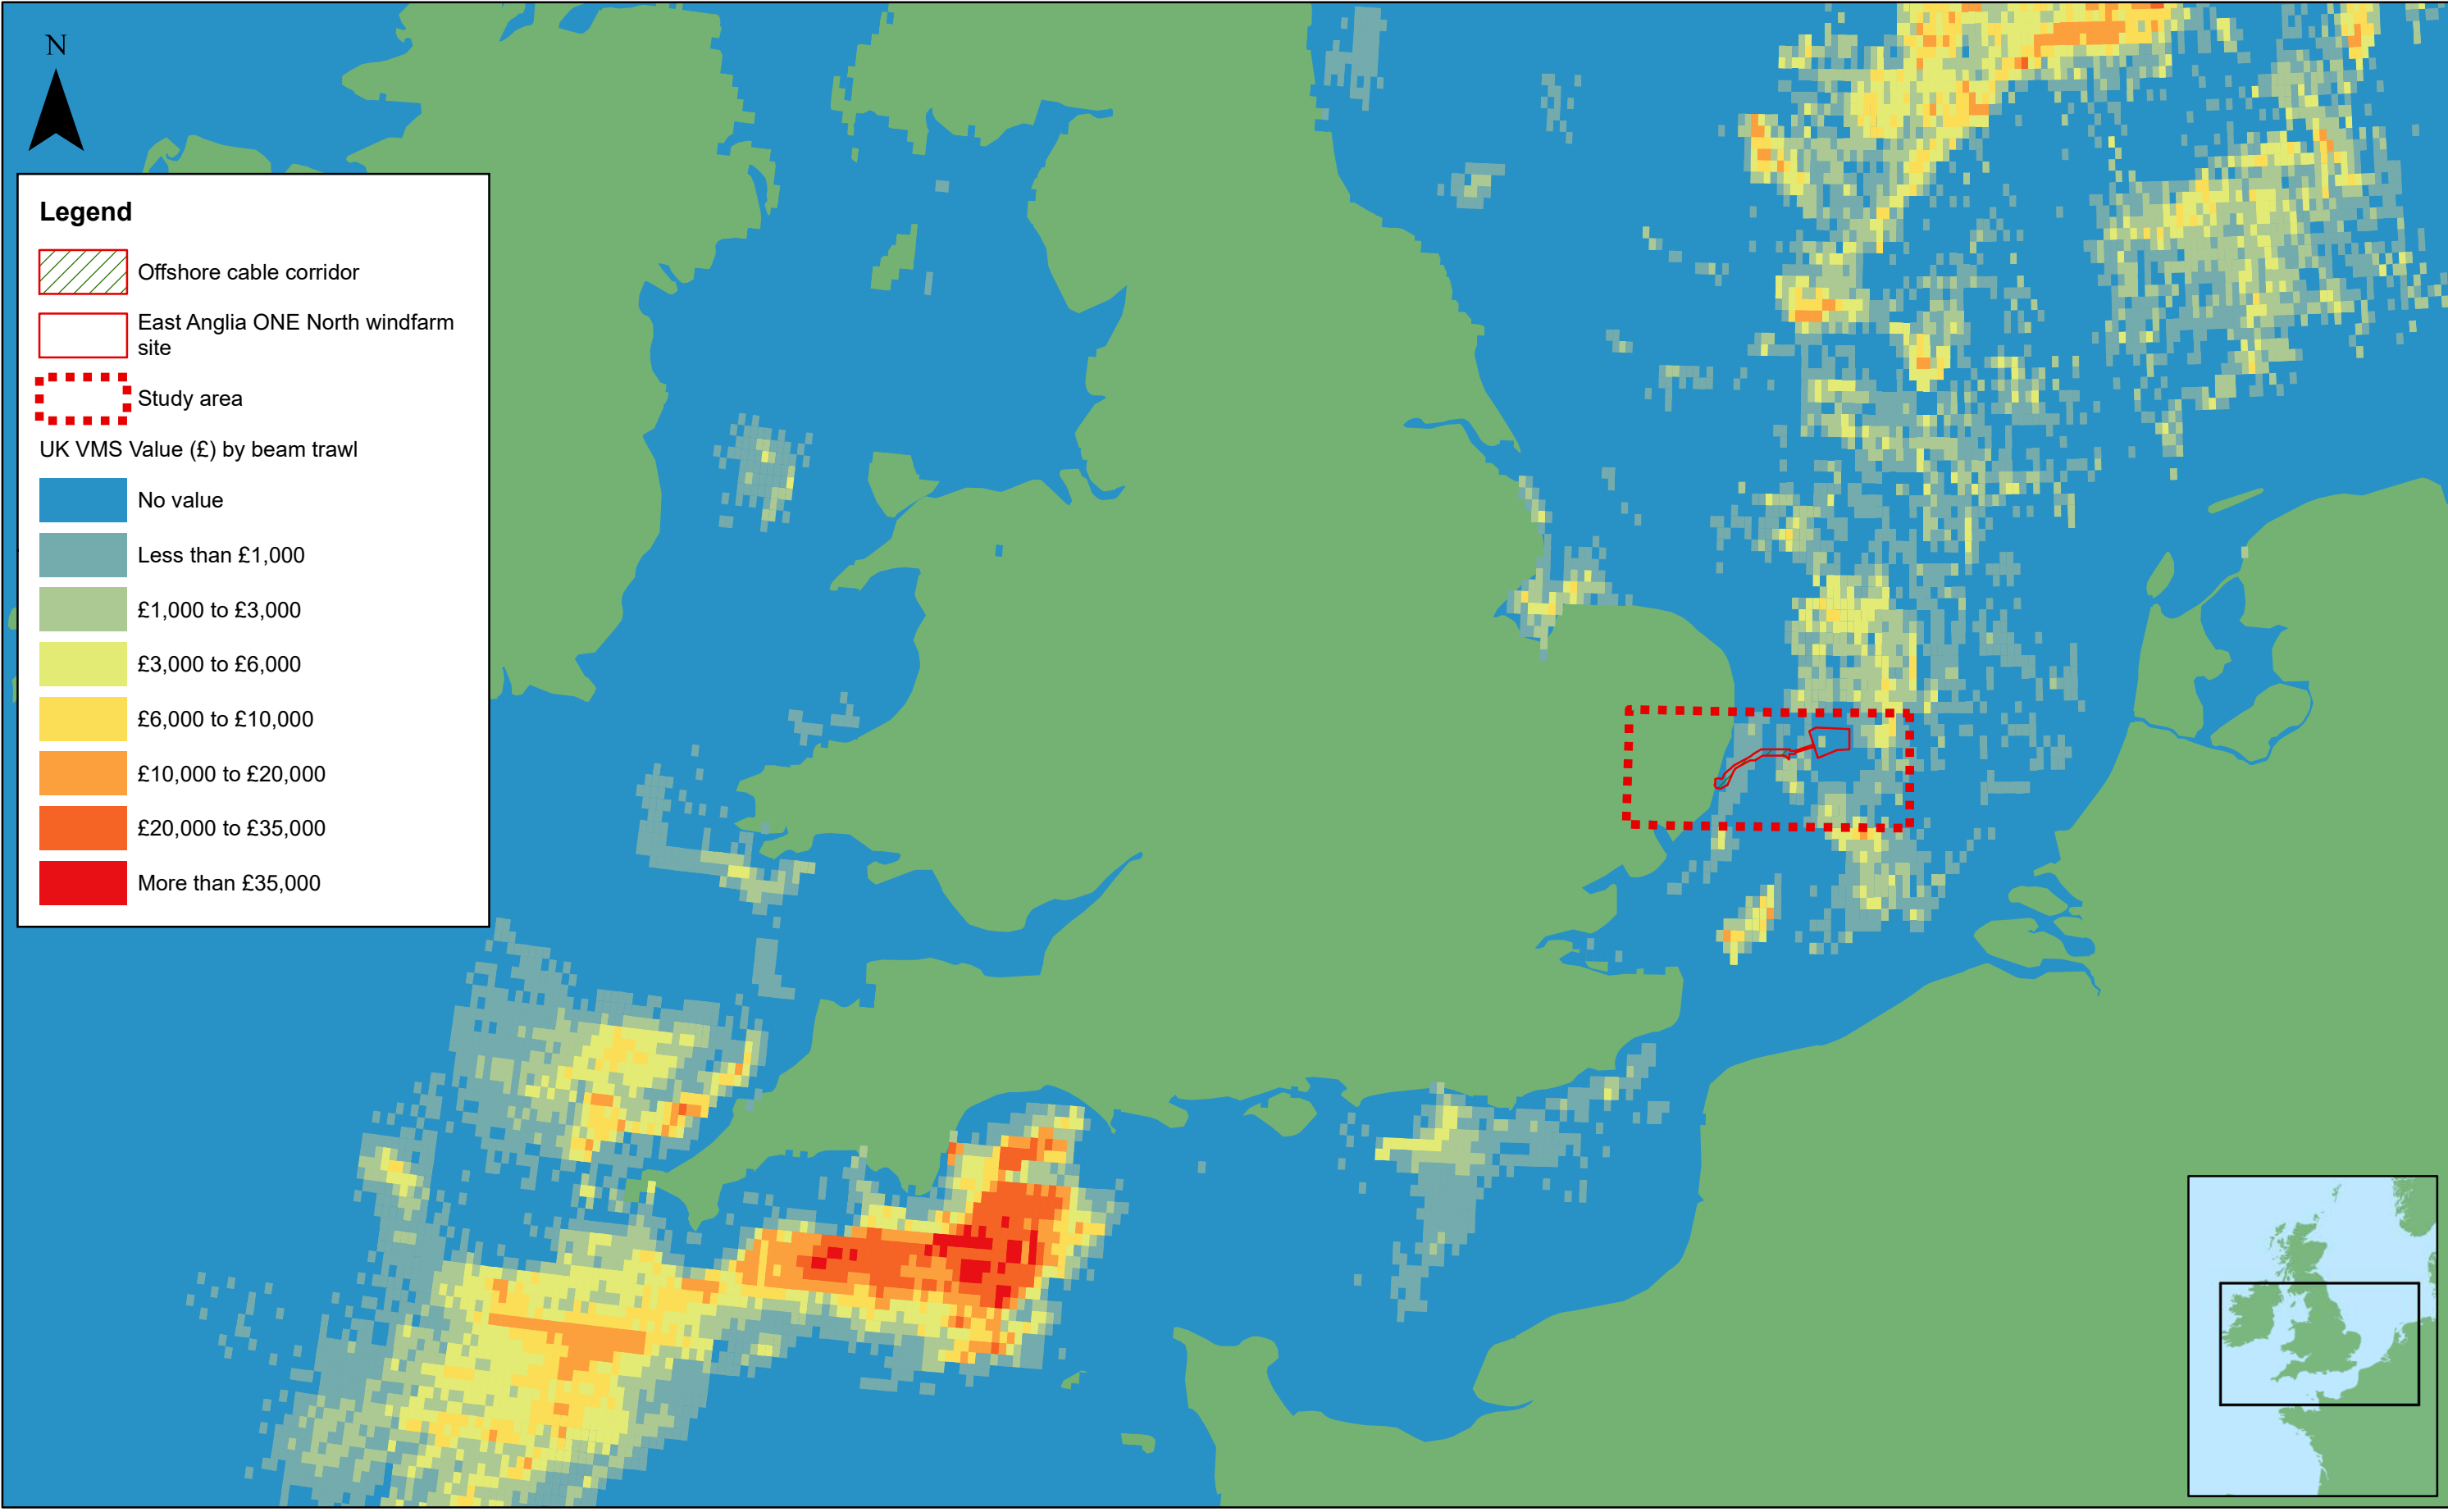 N
Legend
Offshore cable corridor
East Anglia ONE North windfarm
site
Study area
UK VMS Value (£) by beam trawl
No value
Less than £1,000
£1,000 to £3,000
£3,000 to £6,000
£6,000 to £10,000
£10,000 to £20,000
£20,000 to £35,000
More than £35,000